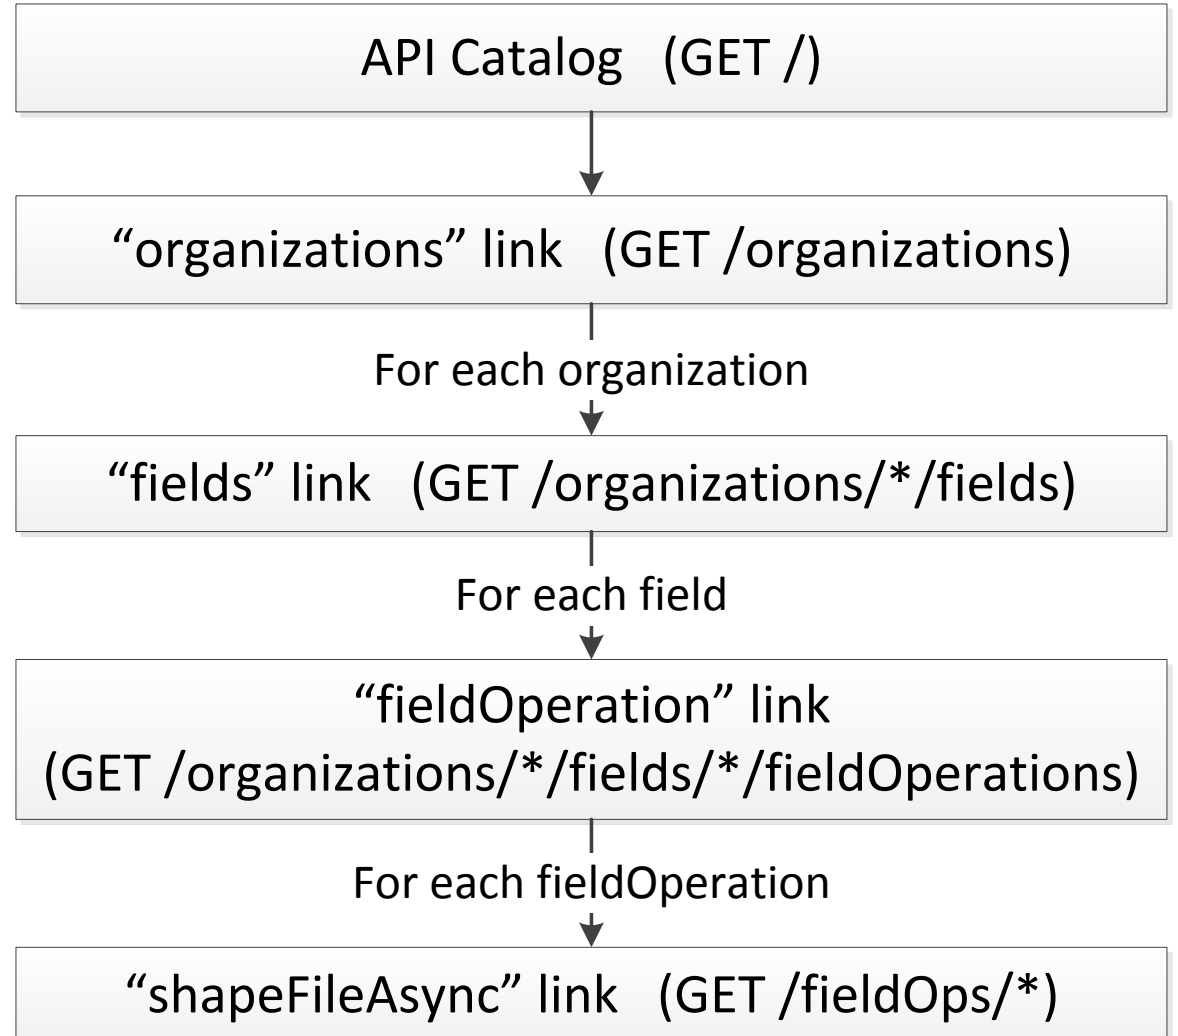 API Catalog (GET /)
“organizations” link (GET /organizations)
For each organization
“fields” link (GET /organizations/*/fields)
For each field
“fieldOperation” link
(GET /organizations/*/fields/*/fieldOperations)
For each fieldOperation
“shapeFileAsync” link (GET /fieldOps/*)